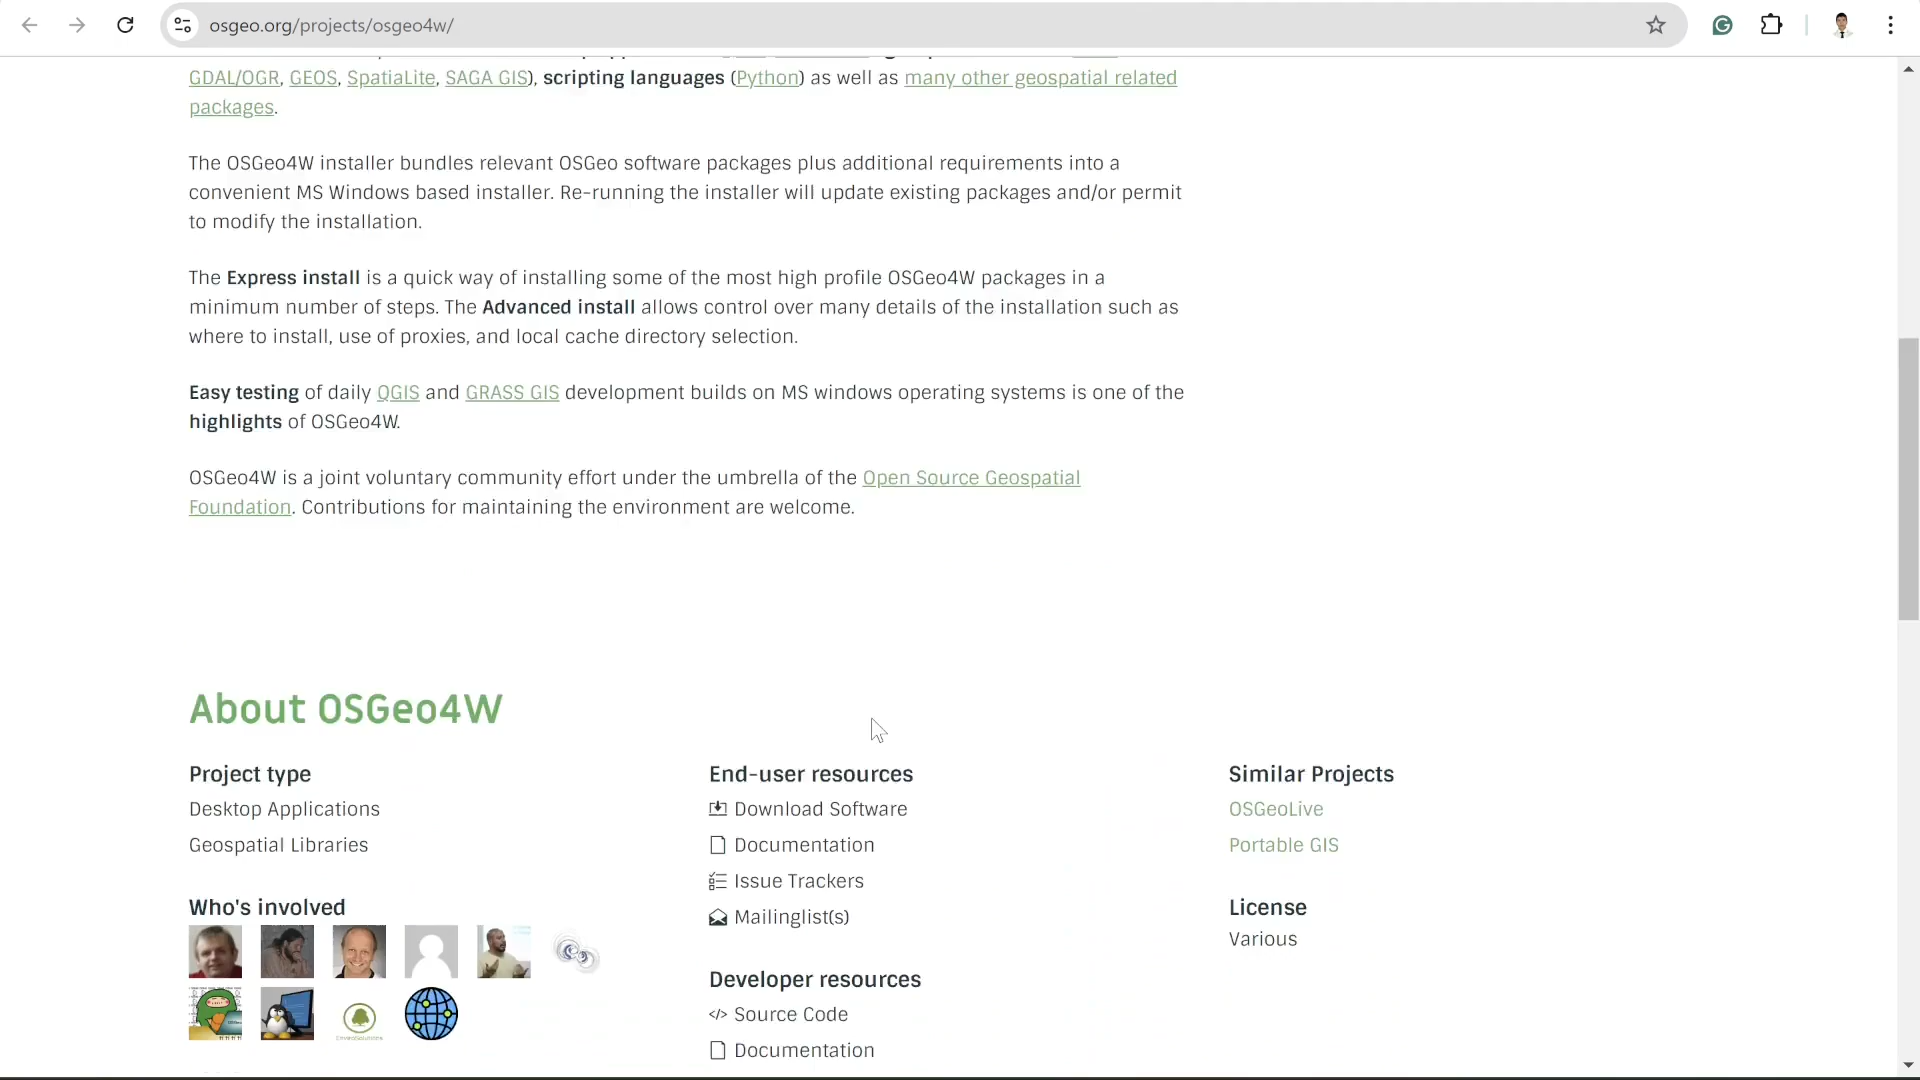 osgeo.org/projects/osgeo4w/
GDAL/OGR, GEOS, SpatiaLite, SAGA GIS), scripting languages (Python) as well as many other geospatial related
packages.
The OSGeo4W installer bundles relevant OSGeo software packages plus additional requirements into a
convenient MS Windows based installer. Re-running the installer will update existing packages and/or permit
to modify the installation.
The Express install is a quick way of installing some of the most high profile OSGeo4W packages in a
minimum number of steps. The Advanced install allows control over many details of the installation such as
where to install, use of proxies, and local cache directory selection.
Easy testing of daily QGIS and GRASS GIS development builds on MS windows operating systems is one of the
highlights of OSGeo4W.
OSGeo4W is a joint voluntary community effort under the umbrella of the Open Source Geospatial
Foundation. Contributions for maintaining the environment are welcome.
About OSGeo4W
Project type
Desktop Applications
Geospatial Libraries
Who's involved
End-user resources
Download Software
Documentation
Issue Trackers
Mailinglist(s)
Developer resources
Source Code
Documentation
Similar Projects
OSGeoLive
Portable GIS
License
Various